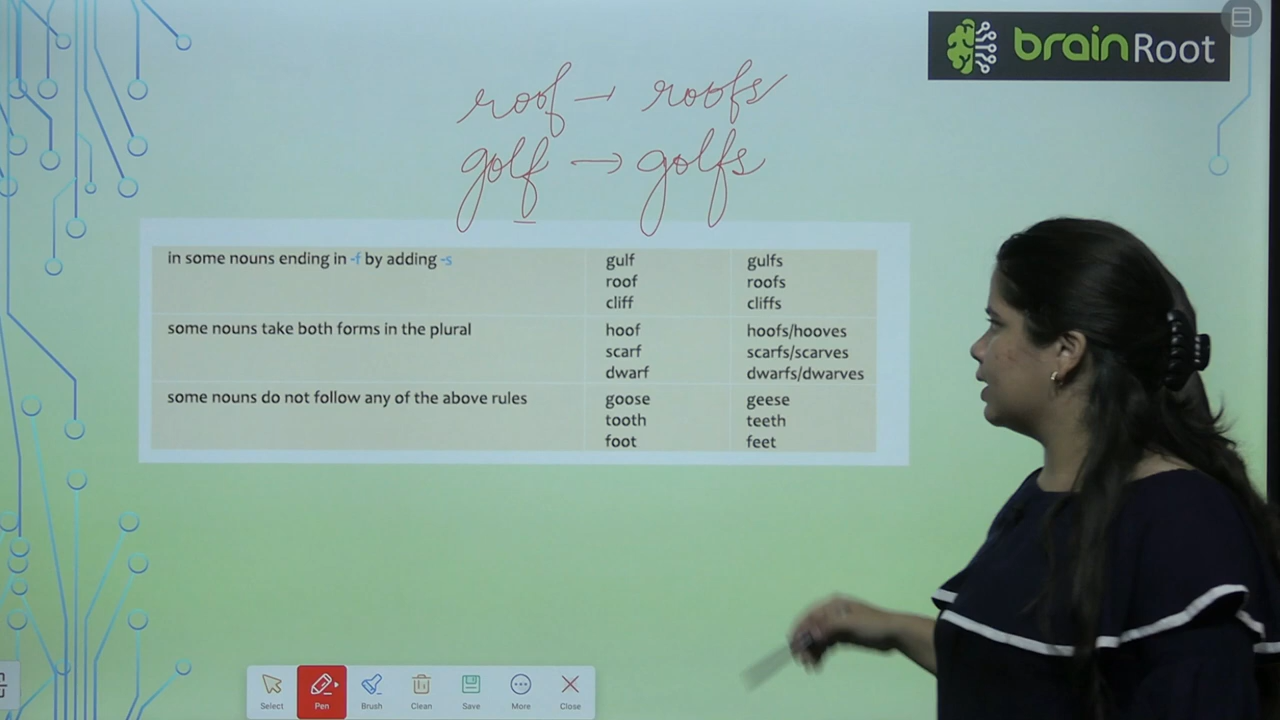 brainRoot
roof → roofs
golf → golfs
in some nouns ending in -f by adding -s gulf gulfs
roof roofs
cliff cliffs
some nouns take both forms in the plural hoof hoofs/hooves
scarf scarfs/scarves
dwarf dwarfs/dwarves
some nouns do not follow any of the above rules goose geese
tooth teeth
foot feet
Select Pen Brush Clean Save More Close